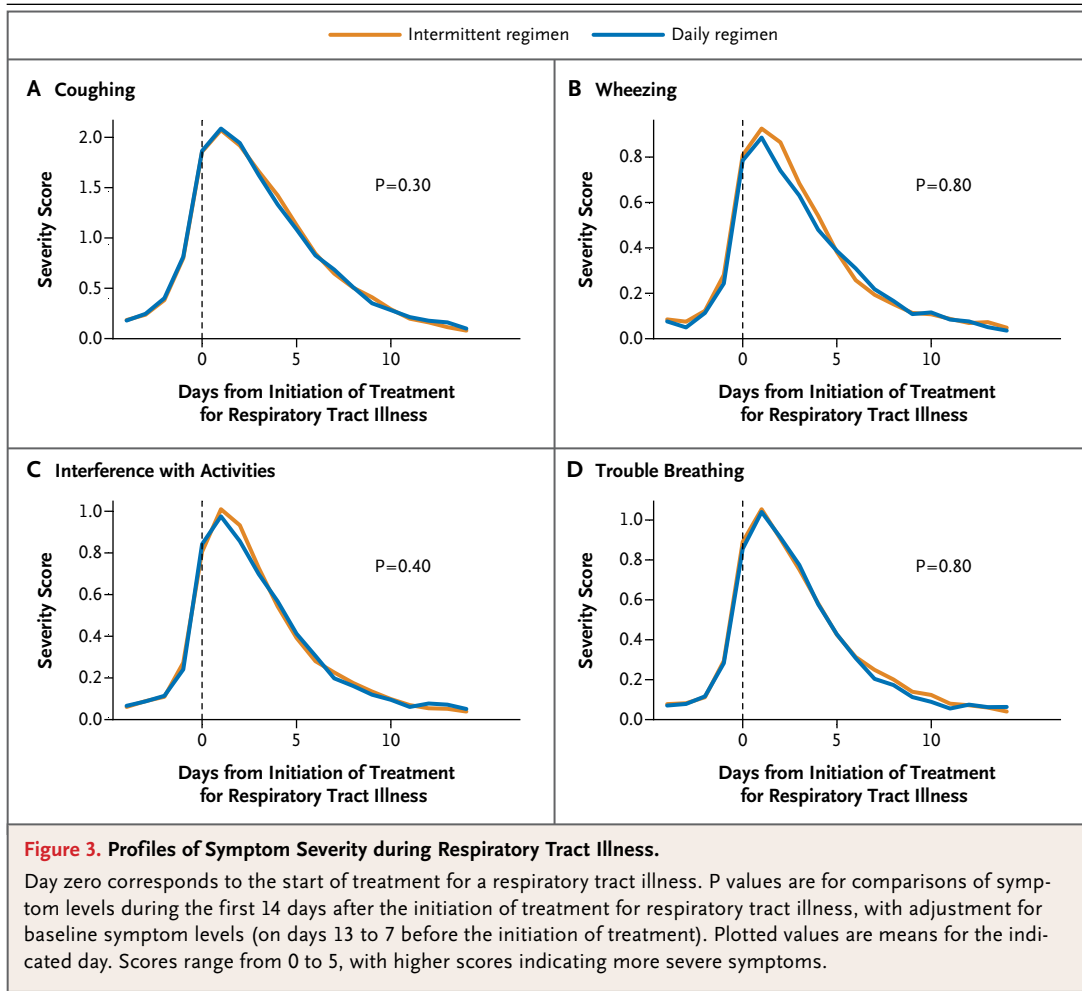 Intermittent regimen Daily regimen
A Coughing
Severity Score
2.0
1.5
1.0
0.5
0.0
P=0.30
0 5 10
Days from Initiation of Treatment
for Respiratory Tract Illness
B Wheezing
Severity Score
0.8
0.6
0.4
0.2
0.0
P=0.80
0 5 10
Days from Initiation of Treatment
for Respiratory Tract Illness
C Interference with Activities
Severity Score
1.0
0.8
0.6
0.4
0.2
0.0
P=0.40
0 5 10
Days from Initiation of Treatment
for Respiratory Tract Illness
D Trouble Breathing
Severity Score
1.0
0.8
0.6
0.4
0.2
0.0
P=0.80
0 5 10
Days from Initiation of Treatment
for Respiratory Tract Illness
Figure 3. Profiles of Symptom Severity during Respiratory Tract Illness.
Day zero corresponds to the start of treatment for a respiratory tract illness. P values are for comparisons of symp-
tom levels during the first 14 days after the initiation of treatment for respiratory tract illness, with adjustment for
baseline symptom levels (on days 13 to 7 before the initiation of treatment). Plotted values are means for the indi-
cated day. Scores range from 0 to 5, with higher scores indicating more severe symptoms.